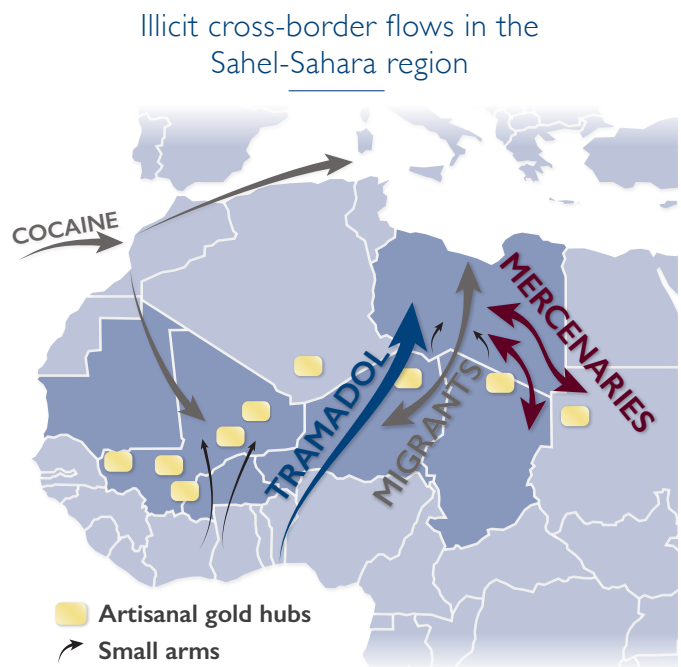 Illicit cross-border flows in the
Sahel-Sahara region
COCAINE
MERCENARIES
TRAMADOL
MIGRANTS
Artisanal gold hubs
Small arms